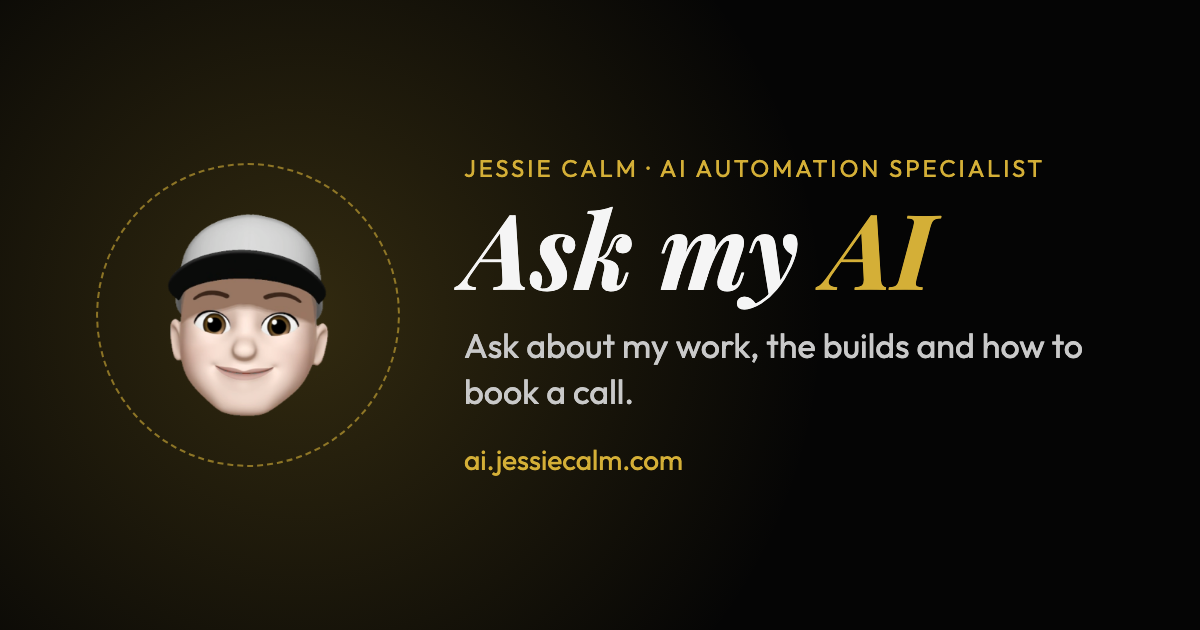 JESSIE CALM · AI AUTOMATION SPECIALIST
Ask my AI
Ask about my work, the builds and how to
book a call.
ai.jessiecalm.com